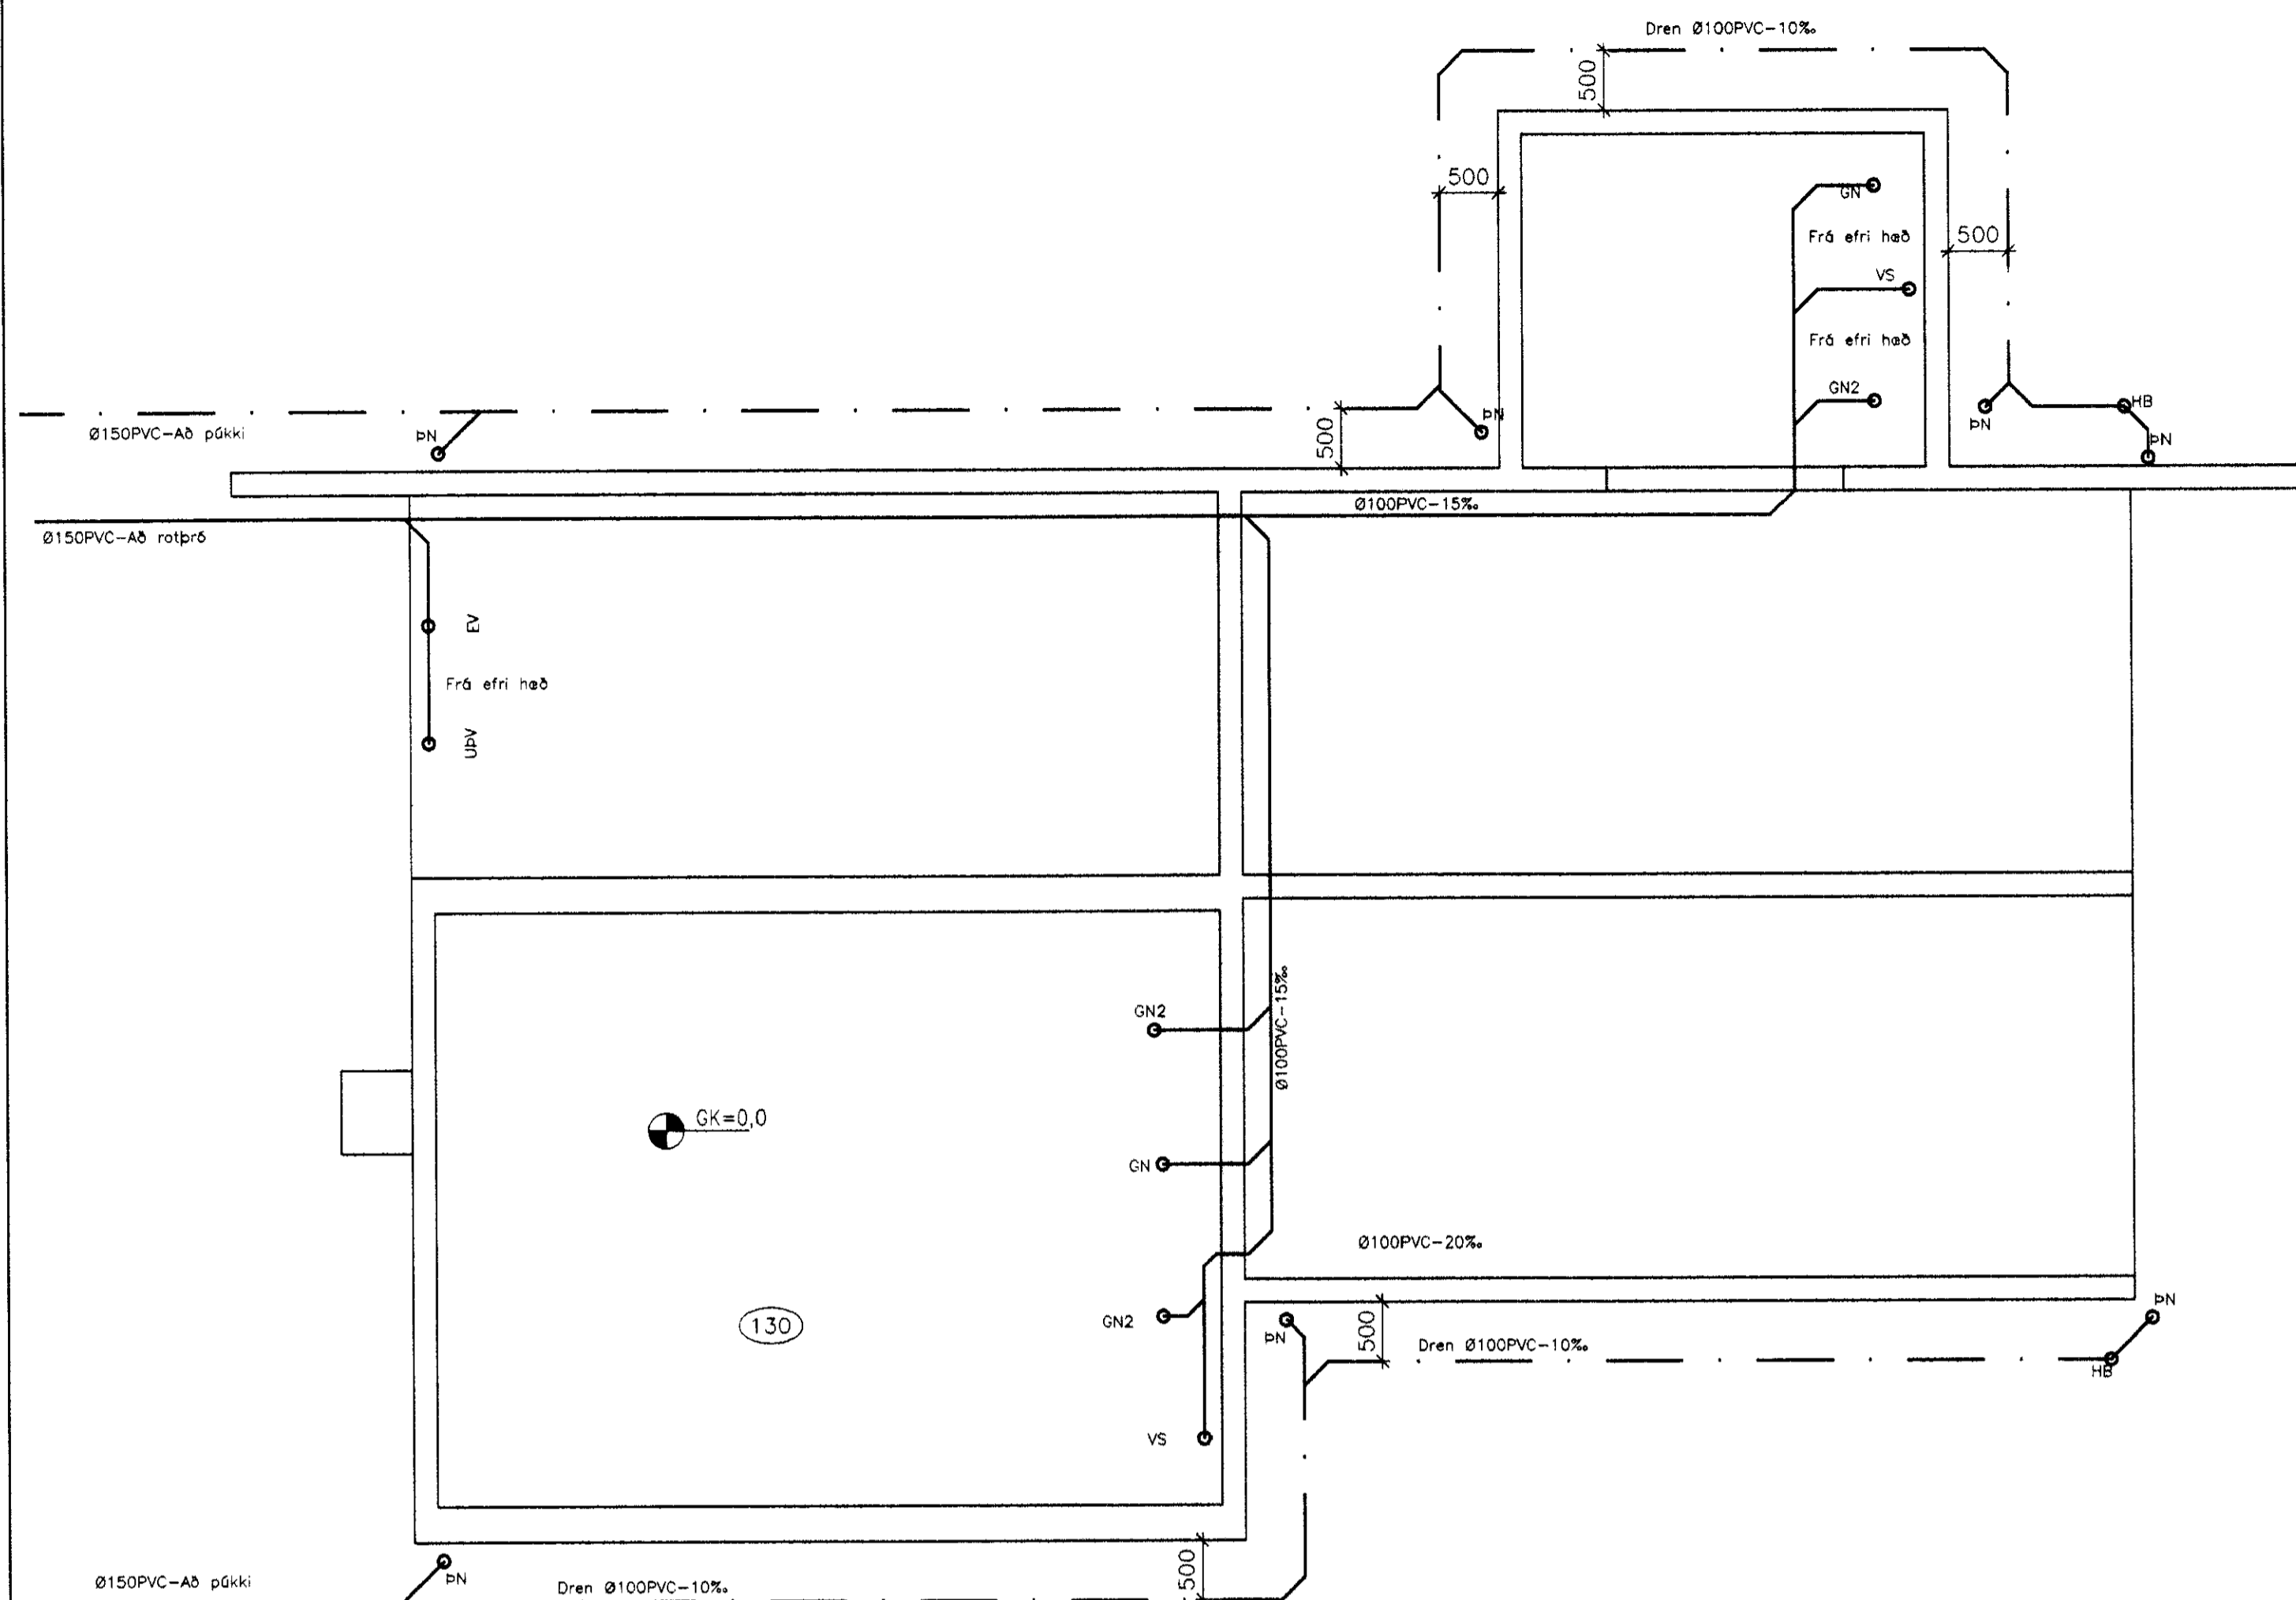 Dren Ø100PVC-10‰
500
500
GN
Frá efri hæð
500
VS
Frá efri hæð
GN2
ÞN
ÞN
HB
ÞN
Ø150PVC-Að púkki
ÞN
500
Ø100PVC-15‰
Ø150PVC-Að rotþró
EV
Frá efri hæð
UÞV
GN2
Ø100PVC-15‰
GK=0,0
GN
Ø100PVC-20‰
130
GN2
ÞN
500
Dren Ø100PVC-10‰
ÞN
HB
VS
Ø150PVC-Að púkki
ÞN
Dren Ø100PVC-10‰
500